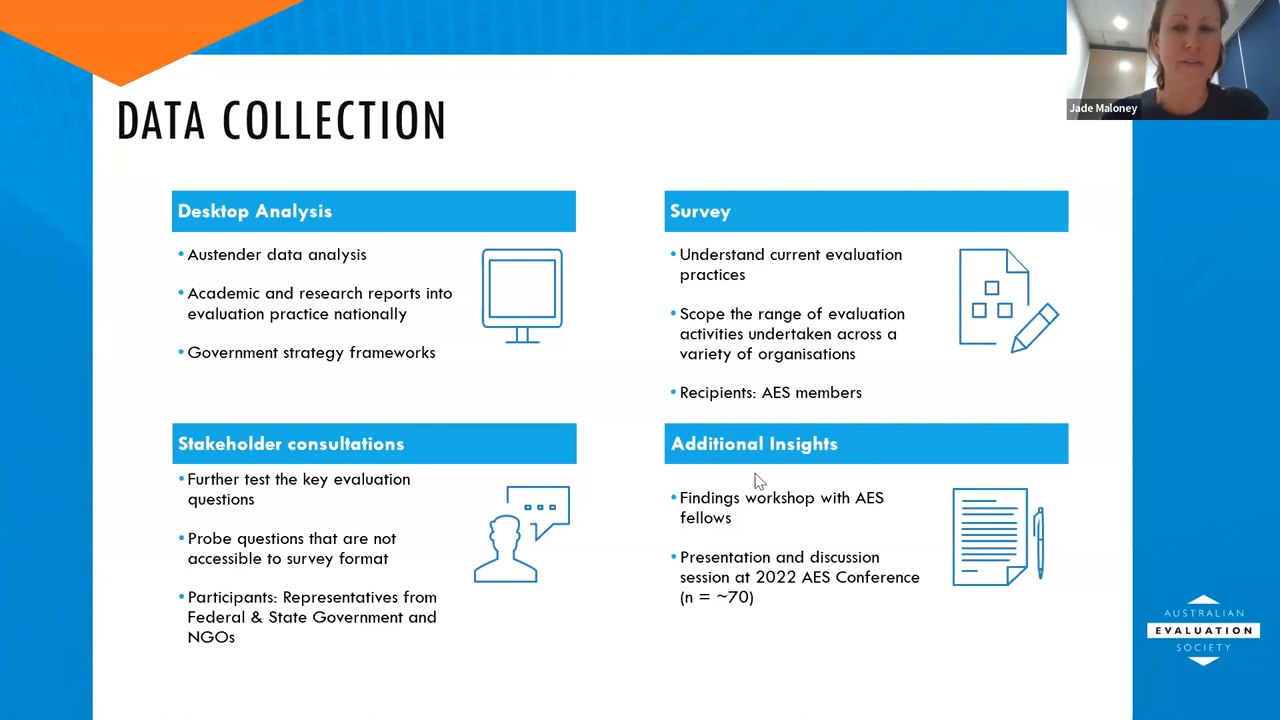 Jade Maloney
DATA COLLECTION
Desktop Analysis
• Austender data analysis
• Academic and research reports into
evaluation practice nationally
• Government strategy frameworks
Survey
• Understand current evaluation
practices
• Scope the range of evaluation
activities undertaken across a
variety of organisations
• Recipients: AES members
Stakeholder consultations
• Further test the key evaluation
questions
• Probe questions that are not
accessible to survey format
• Participants: Representatives from
Federal & State Government and
NGOs
Additional Insights
• Findings workshop with AES
fellows
• Presentation and discussion
session at 2022 AES Conference
(n = ~70)
AUSTRALIAN
EVALUATION
SOCIETY